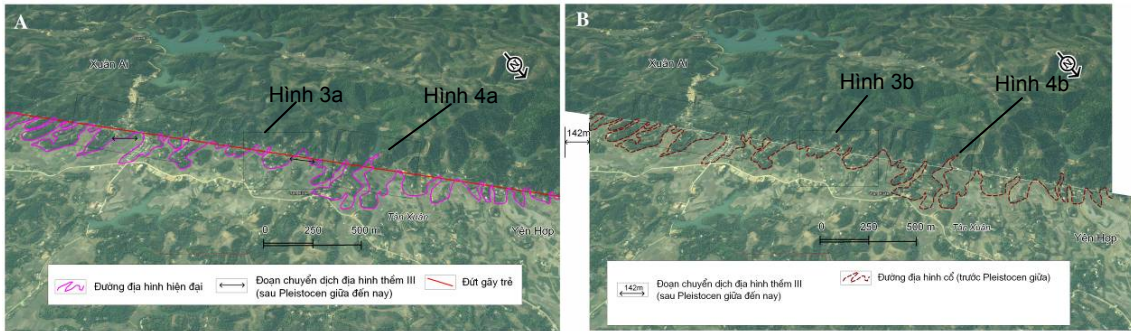 A
Xuân Ái
Hình 3a
Hình 4a
Tân Xuân
Yên Hợp
0 250 500 m
Đường địa hình hiện đại
Đoạn chuyển dịch địa hình thềm III
(sau Pleistocen giữa đến nay)
Đứt gãy trẻ
B
Xuân Ái
Hình 3b
Hình 4b
142m
Tân Xuân
Yên Hợp
0 250 500 m
142m
Đoạn chuyển dịch địa hình thềm III
(sau Pleistocen giữa đến nay)
Đường địa hình cổ (trước Pleistocen giữa)